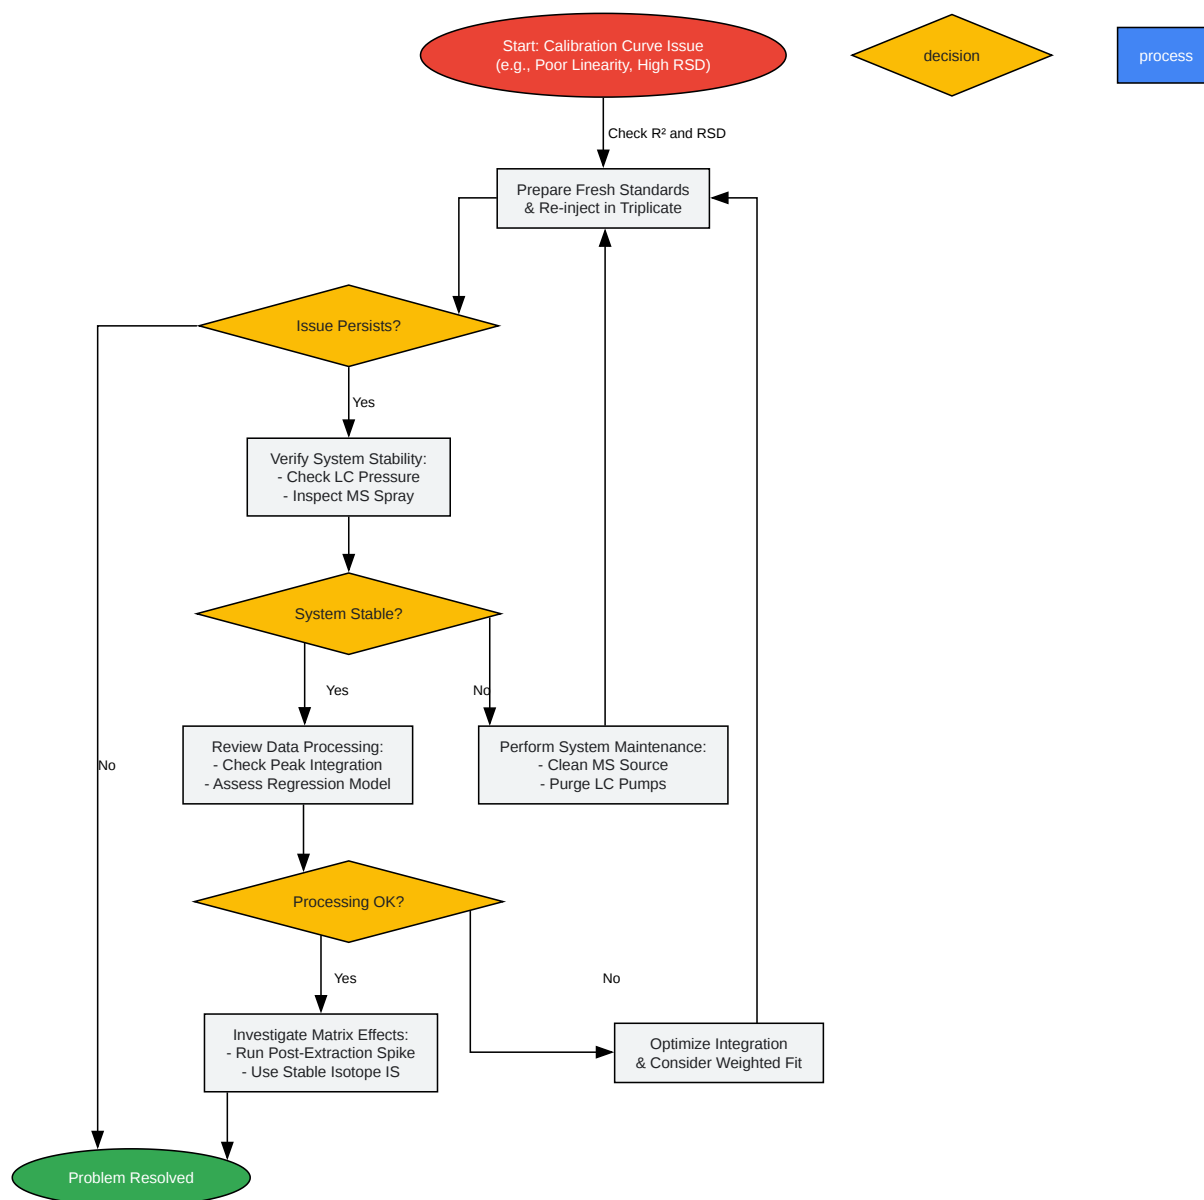 Start: Calibration Curve Issue
(e.g., Poor Linearity, High RSD)
decision
process
Check R² and RSD
Prepare Fresh Standards
& Re-inject in Triplicate
Issue Persists?
Yes
Verify System Stability:
- Check LC Pressure
- Inspect MS Spray
System Stable?
Yes
No
Review Data Processing:
- Check Peak Integration
- Assess Regression Model
Perform System Maintenance:
- Clean MS Source
- Purge LC Pumps
No
Processing OK?
Yes
No
Investigate Matrix Effects:
- Run Post-Extraction Spike
- Use Stable Isotope IS
Optimize Integration
& Consider Weighted Fit
Problem Resolved